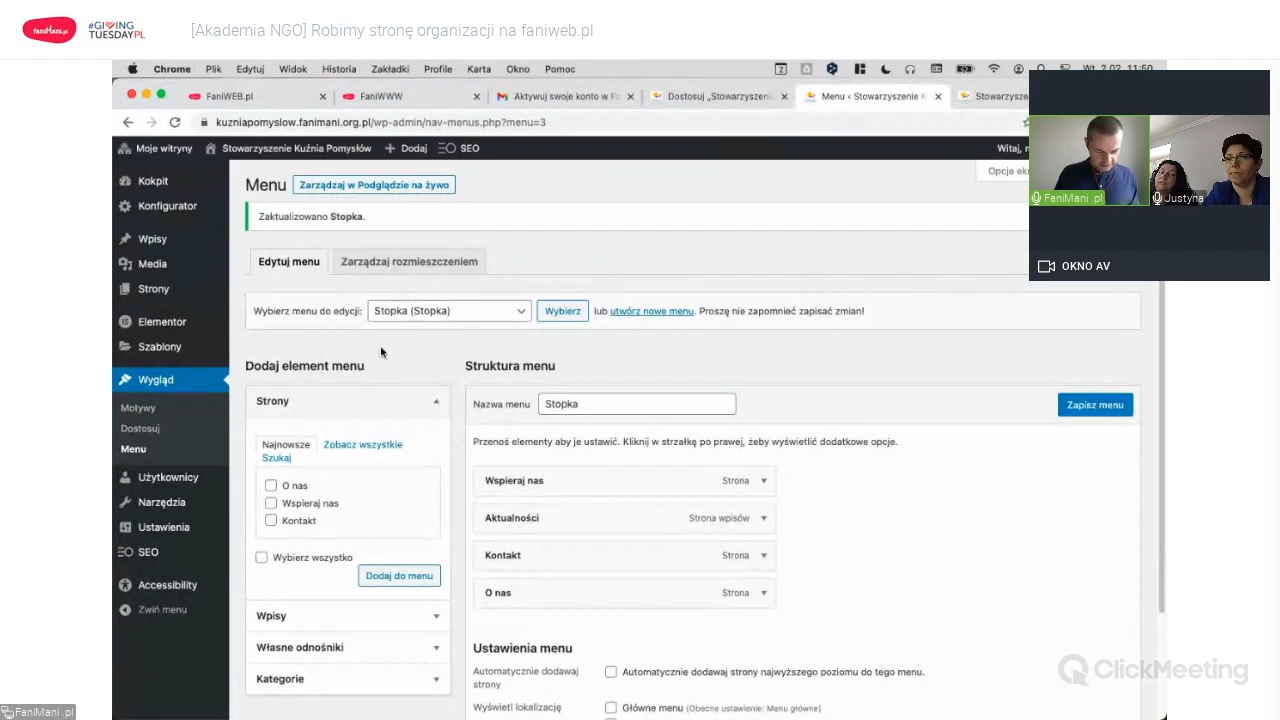 faniMani.pl
#GIVING
TUESDAYPL
[Akademia NGO] Robimy stronę organizacji na faniweb.pl
Chrome Plik Edytuj Widok Historia Zakładki Profile Karta Okno Pomoc
Wt. 2.02 11:50
FaniWEB.pl
FaniWWW
Aktywuj swoje konto w Fa
Dostosuj „Stowarzyszeni
Menu ‹ Stowarzyszenie K
Stowarzysze
kuzniapomyslow.fanimani.org.pl/wp-admin/nav-menus.php?menu=3
Moje witryny Stowarzyszenie Kuźnia Pomysłów Dodaj SEO
Witaj,
Kokpit
Konfigurator
Wpisy
Media
Strony
Elementor
Szablony
Wygląd
Motywy
Dostosuj
Menu
Użytkownicy
Narzędzia
Ustawienia
SEO
Accessibility
Zwiń menu
Menu Zarządzaj w Podglądzie na żywo
Opcje ekr
Zaktualizowano Stopka.
Edytuj menu Zarządzaj rozmieszczeniem
Wybierz menu do edycji: Stopka (Stopka) Wybierz lub utwórz nowe menu. Proszę nie zapomnieć zapisać zmian!
Dodaj element menu
Strony
Najnowsze Zobacz wszystkie
Szukaj
O nas
Wspieraj nas
Kontakt
Wybierz wszystko
Dodaj do menu
Wpisy
Własne odnośniki
Kategorie
Struktura menu
Nazwa menu Stopka Zapisz menu
Przenoś elementy aby je ustawić. Kliknij w strzałkę po prawej, żeby wyświetlić dodatkowe opcje.
Wspieraj nas Strona
Aktualności Strona wpisów
Kontakt Strona
O nas Strona
Ustawienia menu
Automatycznie dodawaj
strony
Automatycznie dodawaj strony najwyższego poziomu do tego menu.
Wyświetl lokalizację
Główne menu (Obecne ustawienie: Menu główne)
FaniMani .pl
Justyna
OKNO AV
ClickMeeting
FaniMani .pl